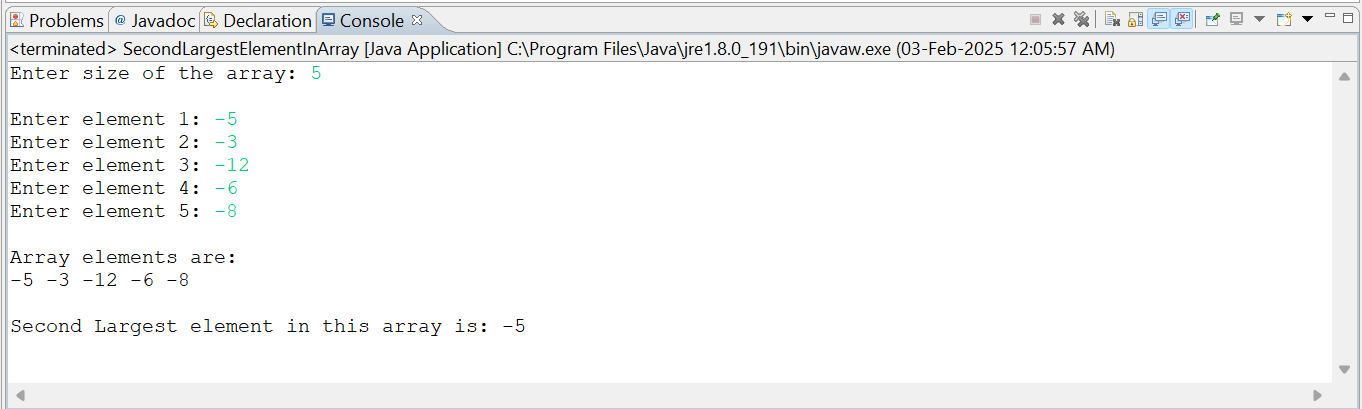 Problems @ Javadoc Declaration Console
<terminated> SecondLargestElementInArray [Java Application] C:\Program Files\Java\jre1.8.0_191\bin\javaw.exe (03-Feb-2025 12:05:57 AM)
Enter size of the array: 5
Enter element 1: -5
Enter element 2: -3
Enter element 3: -12
Enter element 4: -6
Enter element 5: -8
Array elements are:
-5 -3 -12 -6 -8
Second Largest element in this array is: -5